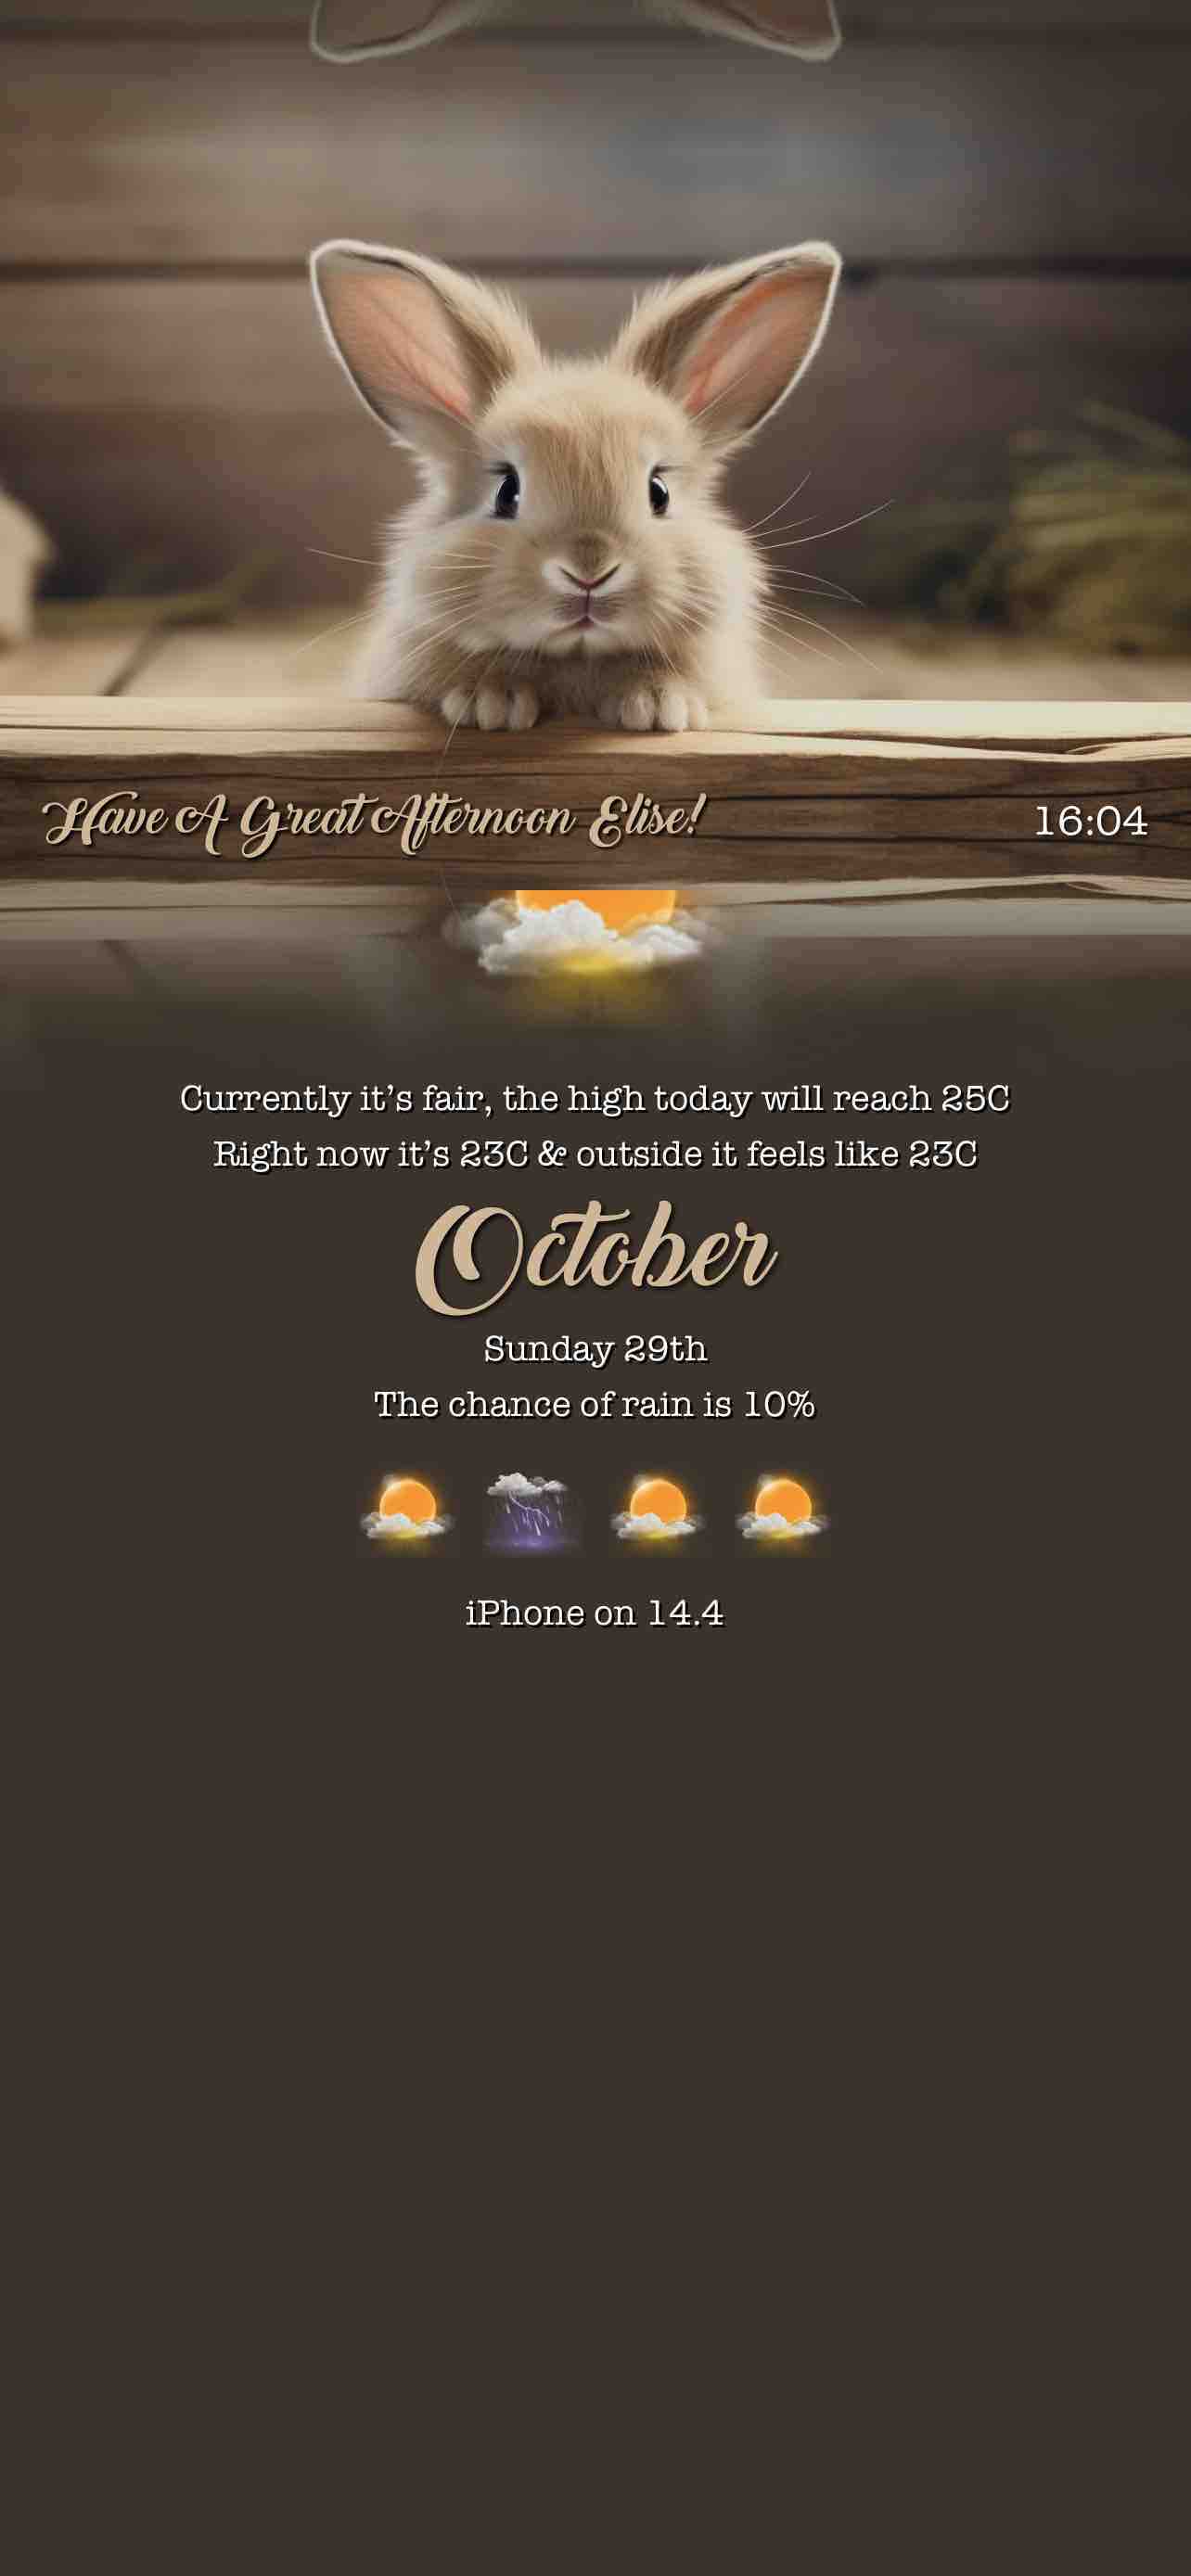 Have A Great Afternoon Elise!
16:04
Currently it's fair, the high today will reach 25C
Right now it's 23C & outside it feels like 23C
October
Sunday 29th
The chance of rain is 10%
iPhone on 14.4